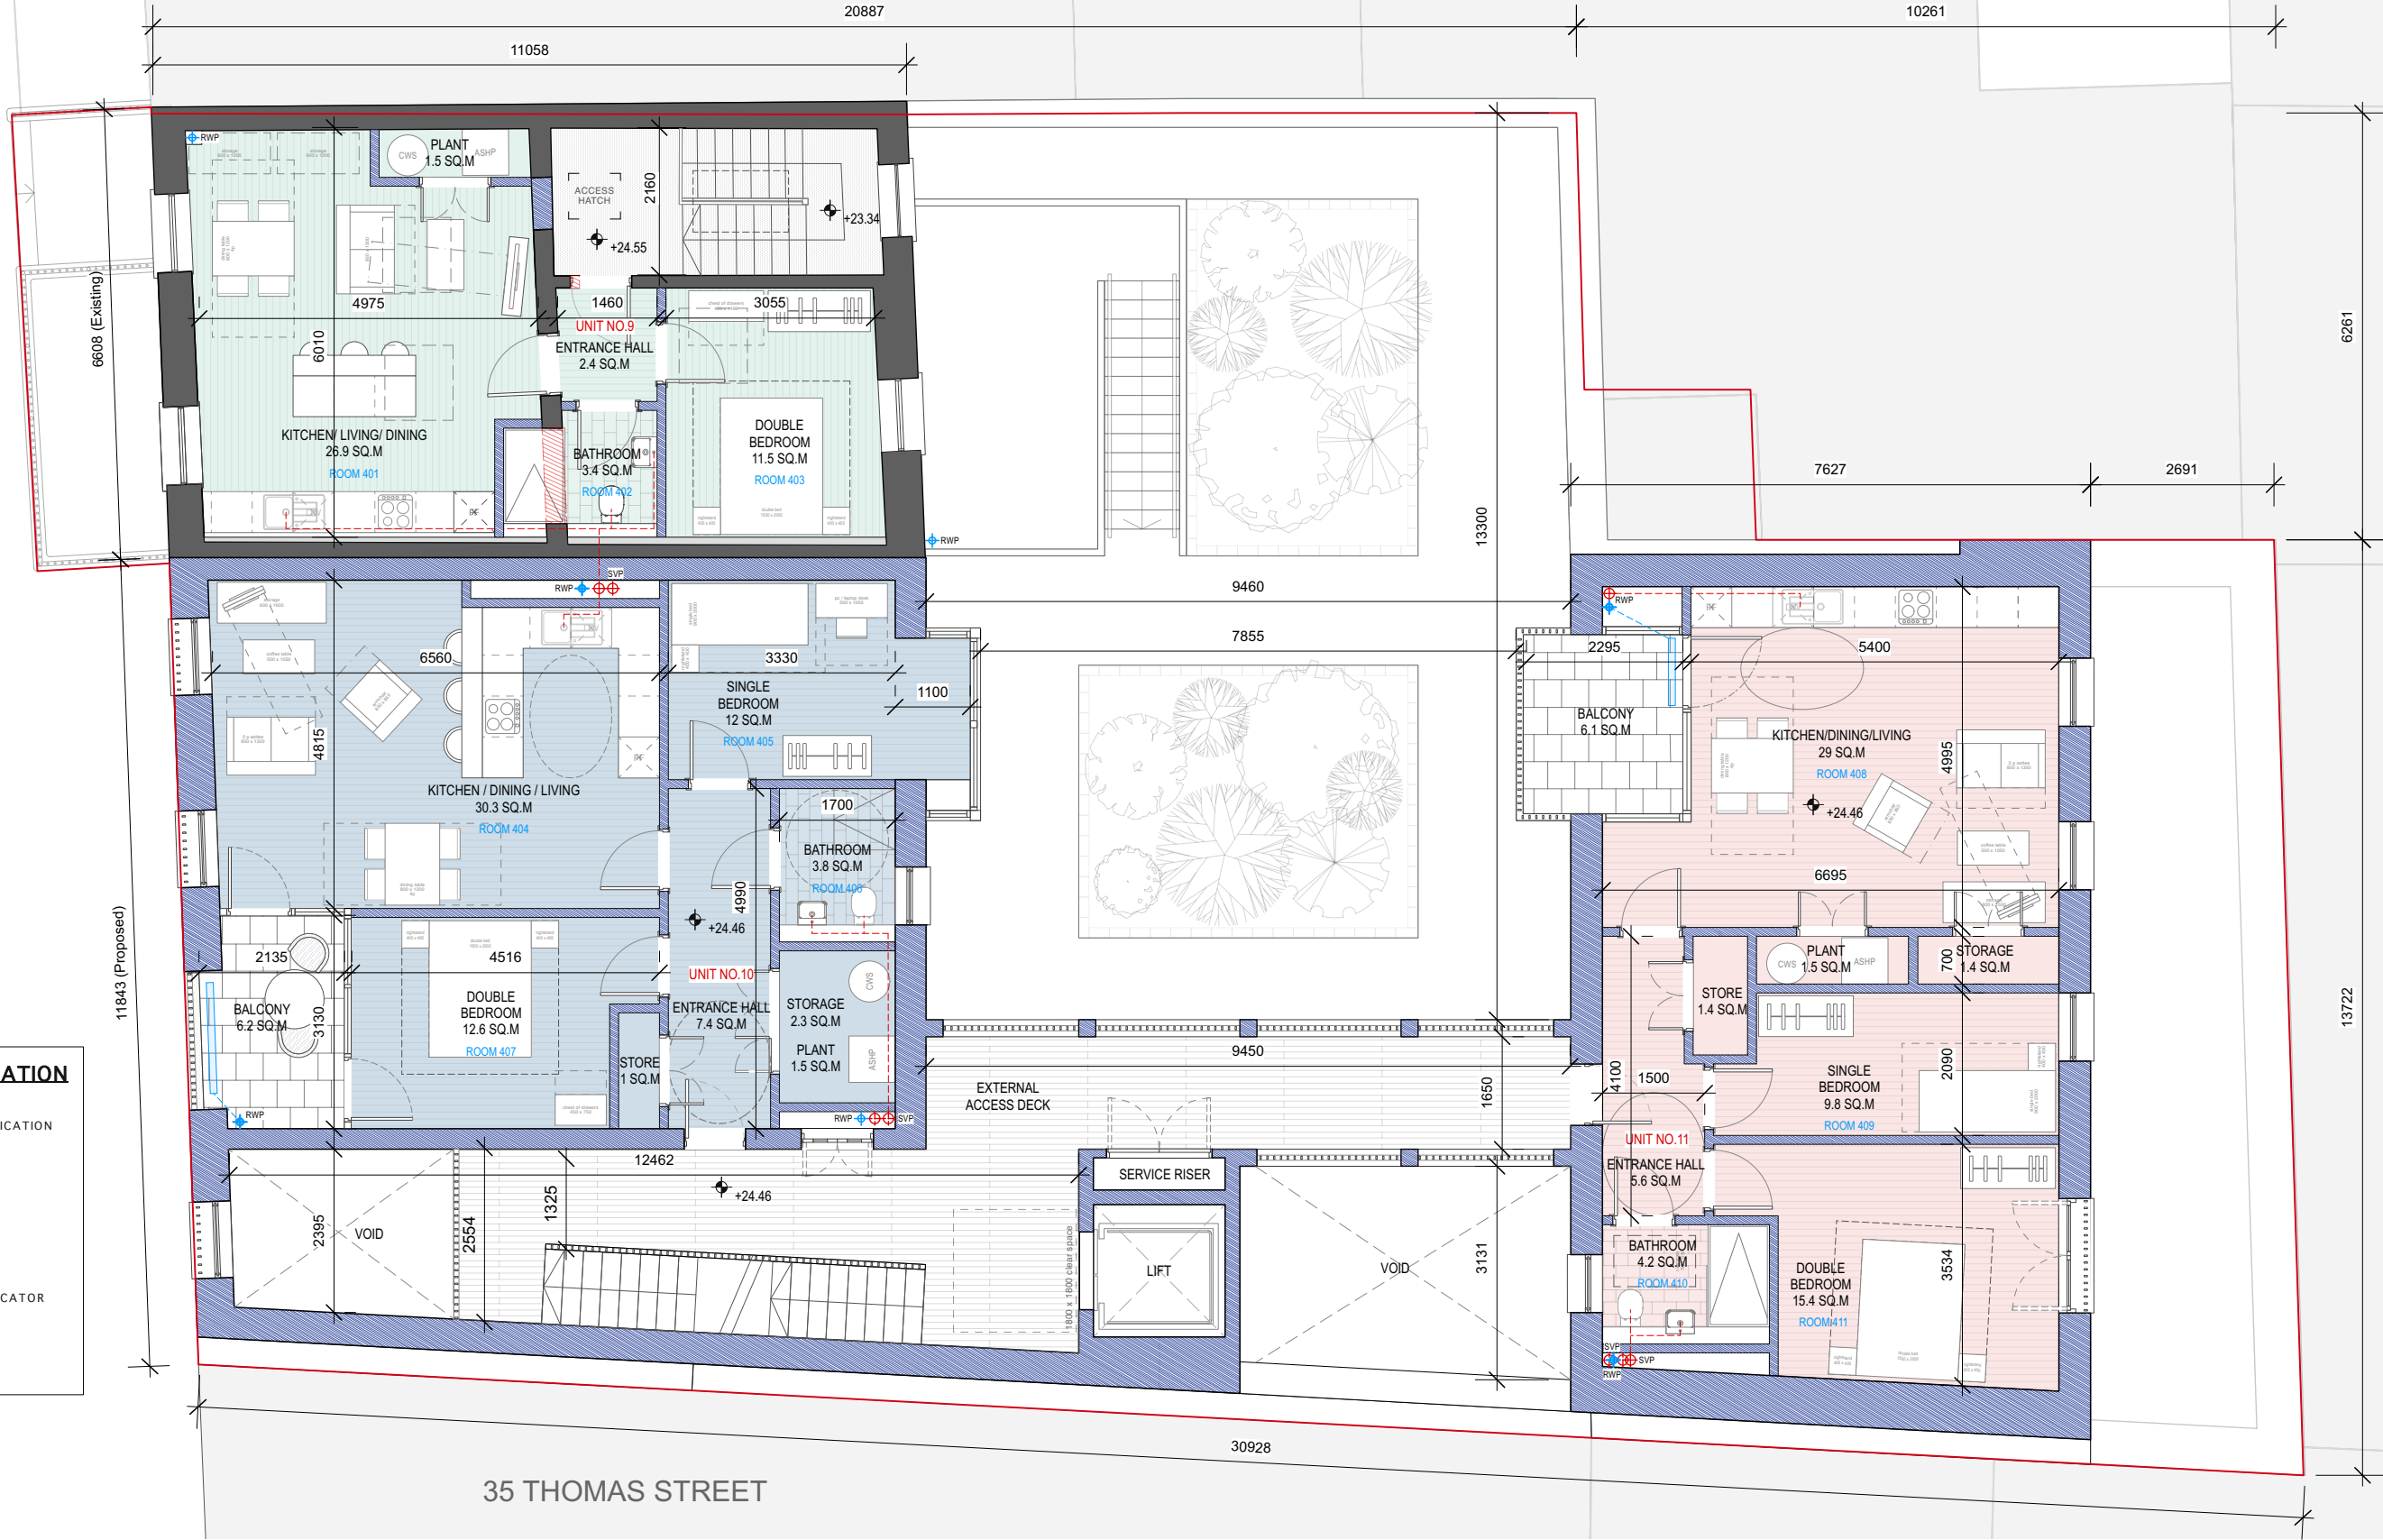 20887
10261
11058
RWP
PLANT
1.5 SQ.M
CWS
ASHP
ACCESS
HATCH
2160
+23.34
+24.55
6608 (Existing)
4975
6010
1460
3055
chest of drawers
UNIT NO.9
ENTRANCE HALL
2.4 SQ.M
6261
KITCHEN/ LIVING/ DINING
26.9 SQ.M
ROOM 401
BATHROOM
3.4 SQ.M
ROOM 402
DOUBLE
BEDROOM
11.5 SQ.M
ROOM 403
7627
2691
13300
RWP
RWP
SVP
9460
7855
6560
3330
1100
SINGLE
BEDROOM
12 SQ.M
ROOM 405
4815
KITCHEN / DINING / LIVING
30.3 SQ.M
ROOM 404
1700
BATHROOM
3.8 SQ.M
ROOM 406
4990
+24.46
RWP
2295
5400
BALCONY
6.1 SQ.M
KITCHEN/DINING/LIVING
29 SQ.M
ROOM 408
4995
+24.46
6695
11843 (Proposed)
2135
4516
BALCONY
6.2 SQ.M
3130
DOUBLE
BEDROOM
12.6 SQ.M
ROOM 407
UNIT NO.10
ENTRANCE HALL
7.4 SQ.M
STORE
1 SQ.M
STORAGE
2.3 SQ.M
PLANT
1.5 SQ.M
CWS
ASHP
RWP
RWP
SVP
PLANT
1.5 SQ.M
CWS
ASHP
700
STORAGE
1.4 SQ.M
STORE
1.4 SQ.M
13722
9450
EXTERNAL
ACCESS DECK
1650
4100
1500
SINGLE
BEDROOM
9.8 SQ.M
ROOM 409
2090
UNIT NO.11
ENTRANCE HALL
5.6 SQ.M
ATION
ICATION
CATOR
12462
1325
2554
2395
VOID
+24.46
1800 x 1800 clear space
SERVICE RISER
LIFT
VOID
3131
BATHROOM
4.2 SQ.M
ROOM 410
DOUBLE
BEDROOM
15.4 SQ.M
ROOM 411
3534
SVP
SVP
RWP
30928
35 THOMAS STREET